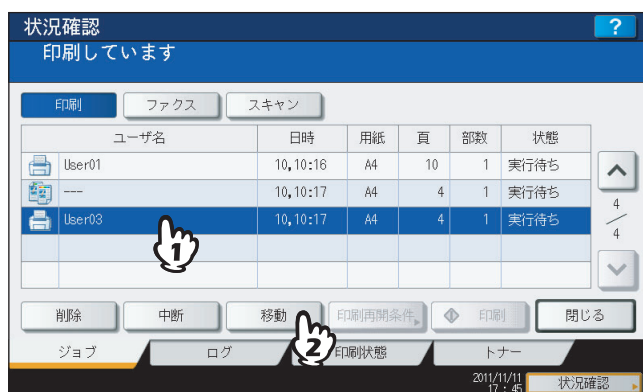 状況確認
?
印刷しています
印刷 ファクス スキャン
ユーザ名 日時 用紙 頁 部数 状態
User01 10,10:16 A4 10 1 実行待ち
--- 10,10:17 A4 4 1 実行待ち
User03 10,10:17 A4 4 1 実行待ち
4
4
1
削除 中断 移動 印刷再開条件 印刷 閉じる
2
ジョブ ログ 印刷状態 トナー
2011/11/11
17 : 45
状況確認